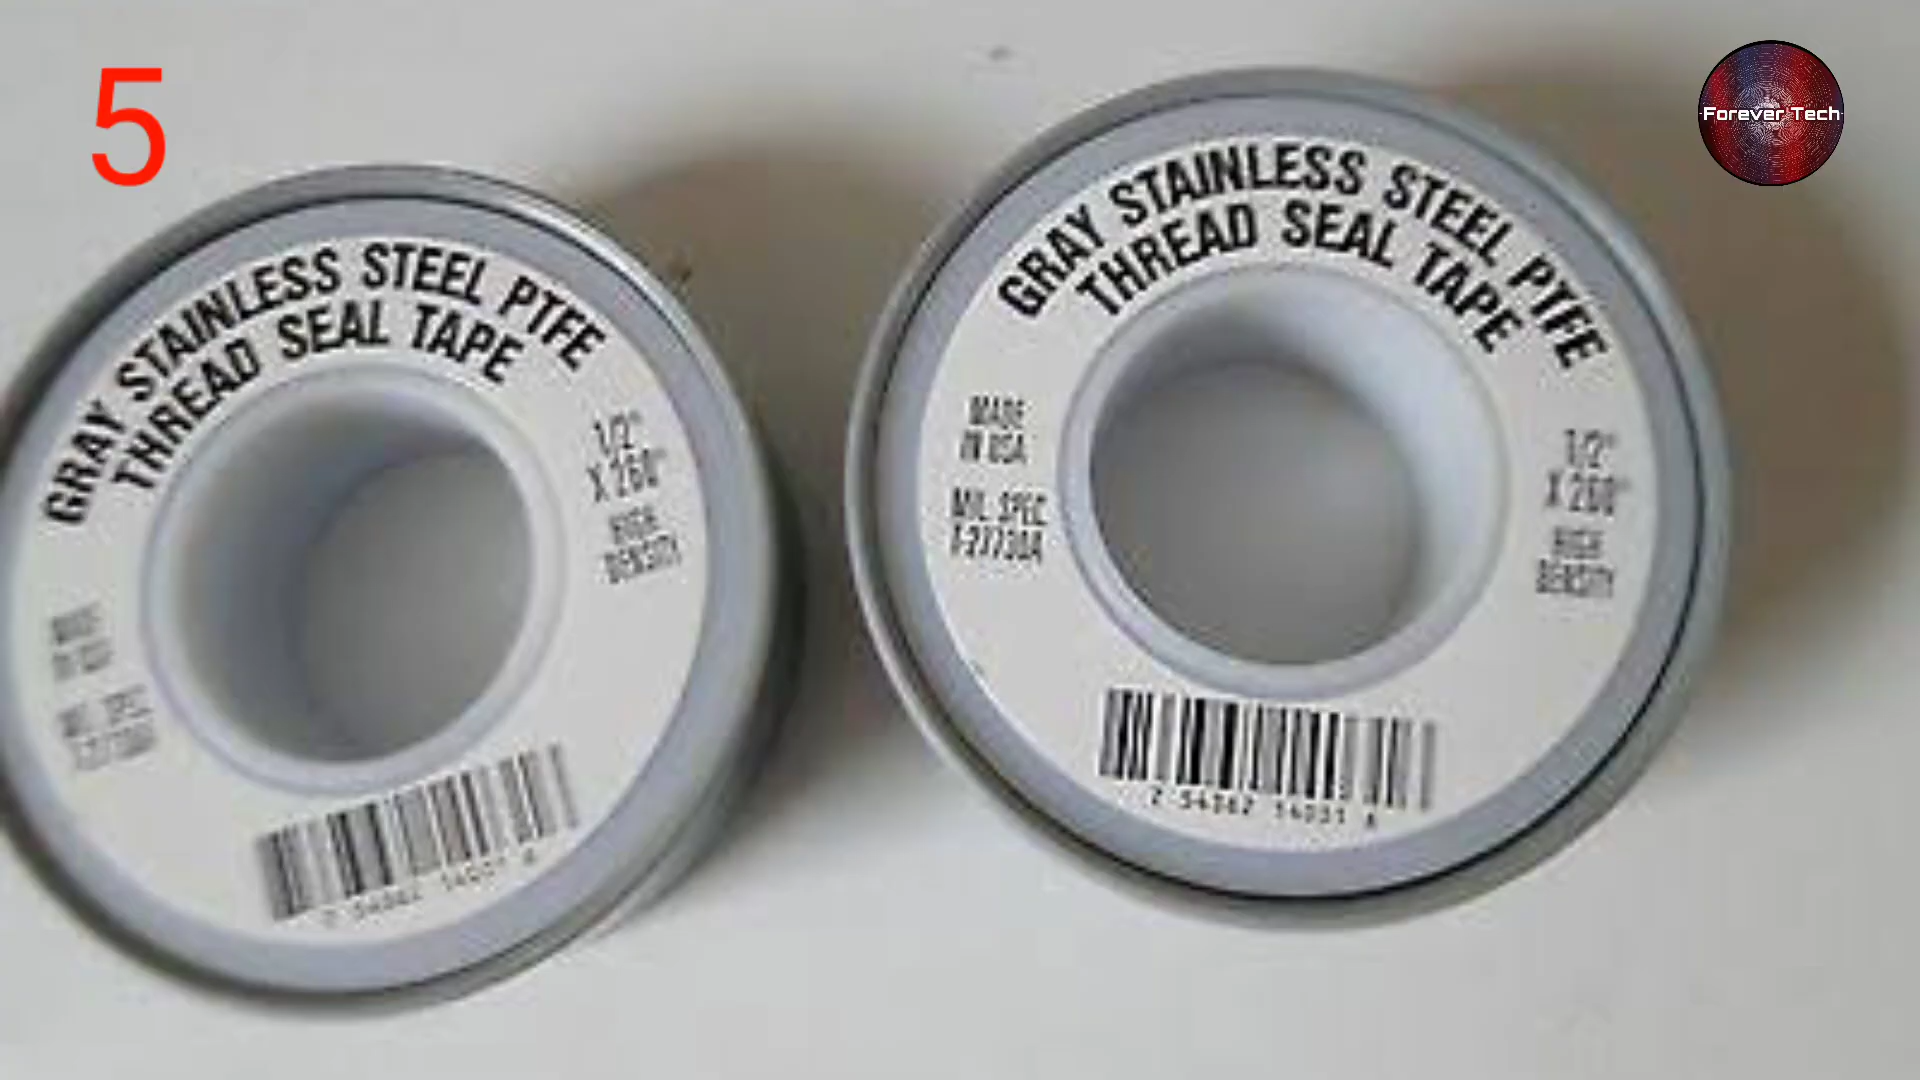 5
Forever Tech
GRAY STAINLESS STEEL PTFE
THREAD SEAL TAPE
1/2"
X 260"
HIGH
DENSITY
GRAY STAINLESS STEEL PTFE
THREAD SEAL TAPE
MADE
IN USA
MIL SPEC
T-27730A
1/2"
X 260"
HIGH
DENSITY